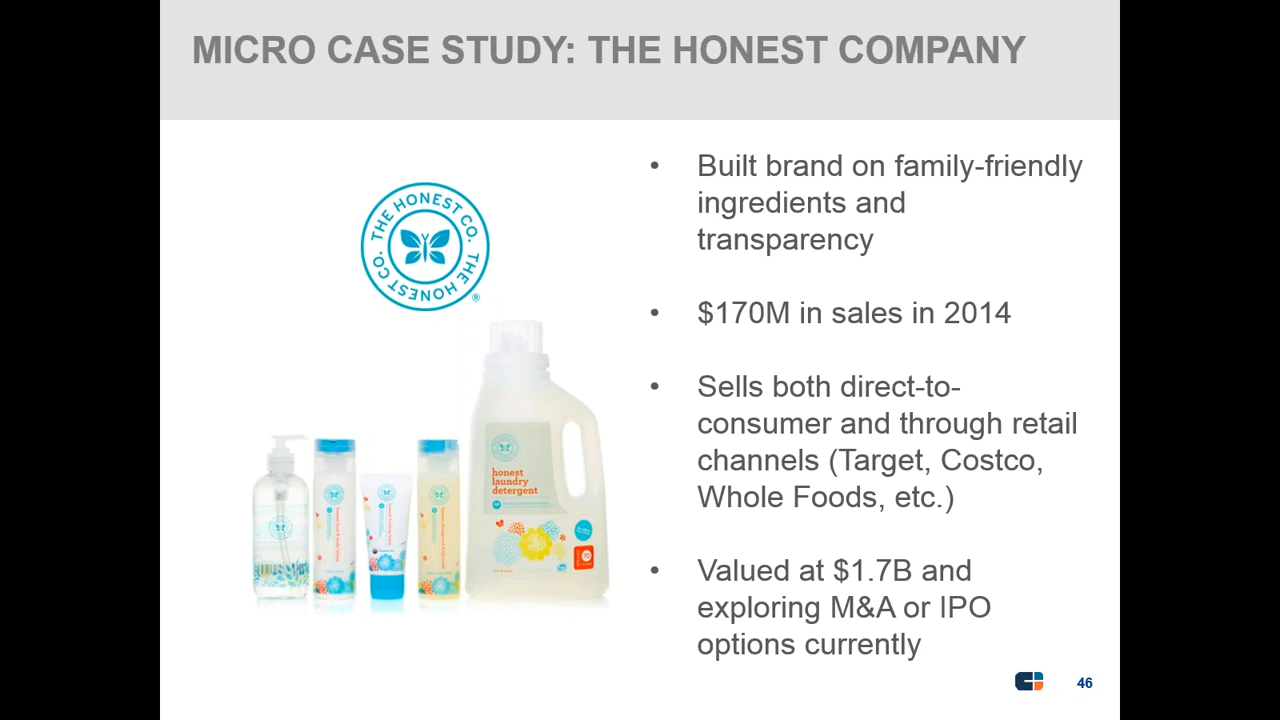 MICRO CASE STUDY: THE HONEST COMPANY
THE HONEST CO. THE HONEST CO.
®
honest
laundry
detergent
• Built brand on family-friendly
ingredients and
transparency
• $170M in sales in 2014
• Sells both direct-to-
consumer and through retail
channels (Target, Costco,
Whole Foods, etc.)
• Valued at $1.7B and
exploring M&A or IPO
options currently
46